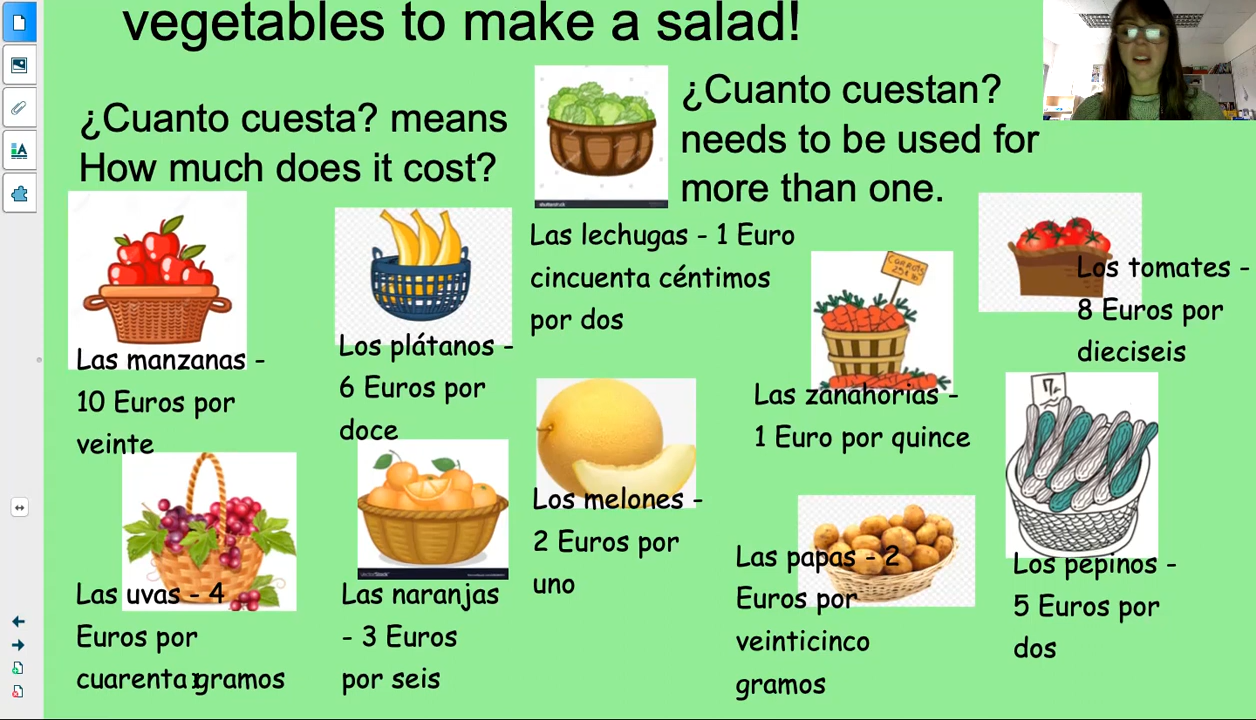 vegetables to make a salad!
¿Cuanto cuesta? means
How much does it cost?
¿Cuanto cuestan?
needs to be used for
more than one.
Las lechugas - 1 Euro
cincuenta céntimos
por dos
Los tomates -
8 Euros por
dieciseis
Las manzanas -
10 Euros por
veinte
Los plátanos -
6 Euros por
doce
CARROTS
Las zanahorias -
1 Euro por quince
Las uvas - 4
Euros por
cuarenta gramos
Las naranjas
- 3 Euros
por seis
Los melones -
2 Euros por
uno
Las papas - 2
Euros por
veinticinco
gramos
Los pepinos -
5 Euros por
dos
shutterstock
VectorStock